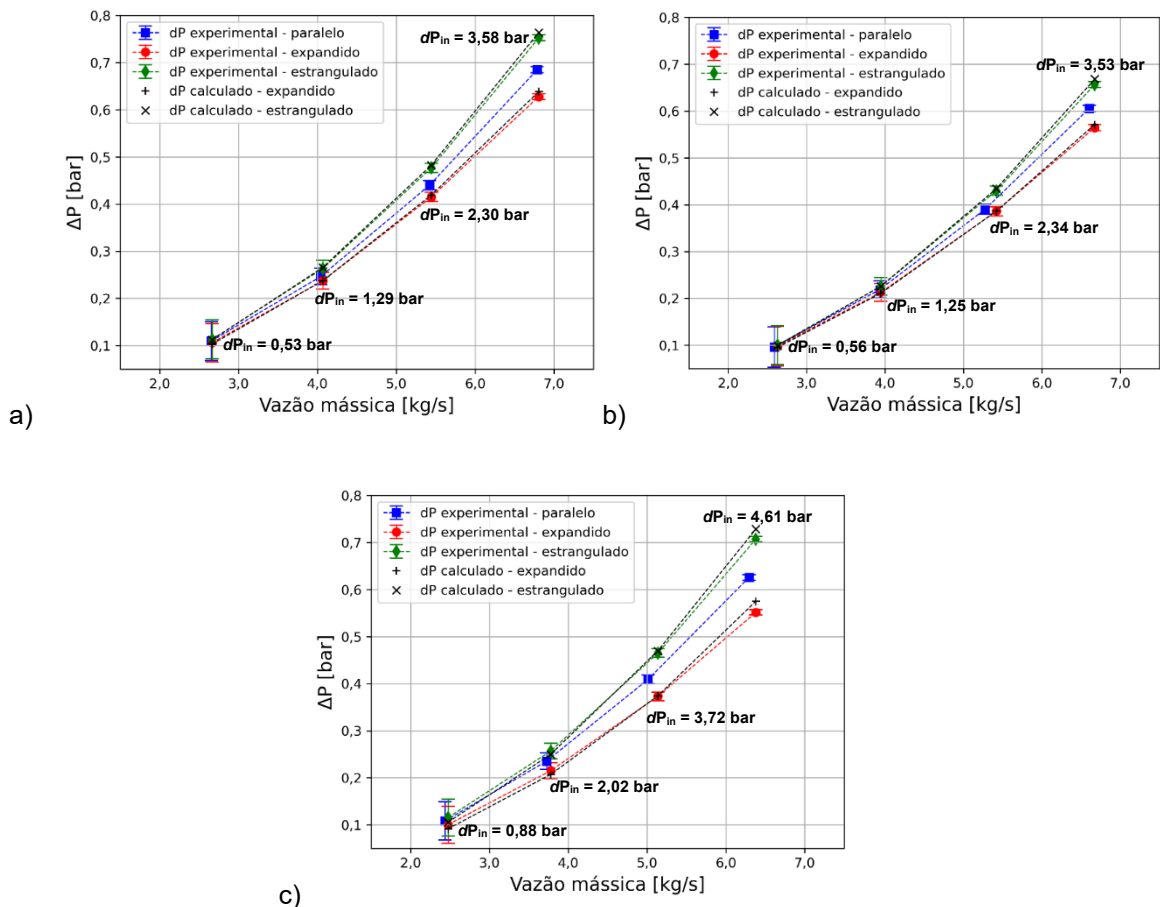 0,8
0,7
0,6
0,5
0,4
0,3
0,2
0,1
ΔP [bar]
dP experimental - paralelo
dP experimental - expandido
dP experimental - estrangulado
dP calculado - expandido
dP calculado - estrangulado
dPin = 3,58 bar
dPin = 2,30 bar
dPin = 1,29 bar
dPin = 0,53 bar
2,0 3,0 4,0 5,0 6,0 7,0
Vazão mássica [kg/s]
a)
0,8
0,7
0,6
0,5
0,4
0,3
0,2
0,1
ΔP [bar]
dP experimental - paralelo
dP experimental - expandido
dP experimental - estrangulado
dP calculado - expandido
dP calculado - estrangulado
dPin = 3,53 bar
dPin = 2,34 bar
dPin = 1,25 bar
dPin = 0,56 bar
2,0 3,0 4,0 5,0 6,0 7,0
Vazão mássica [kg/s]
b)
0,8
0,7
0,6
0,5
0,4
0,3
0,2
0,1
ΔP [bar]
dP experimental - paralelo
dP experimental - expandido
dP experimental - estrangulado
dP calculado - expandido
dP calculado - estrangulado
dPin = 4,61 bar
dPin = 3,72 bar
dPin = 2,02 bar
dPin = 0,88 bar
2,0 3,0 4,0 5,0 6,0 7,0
Vazão mássica [kg/s]
c)